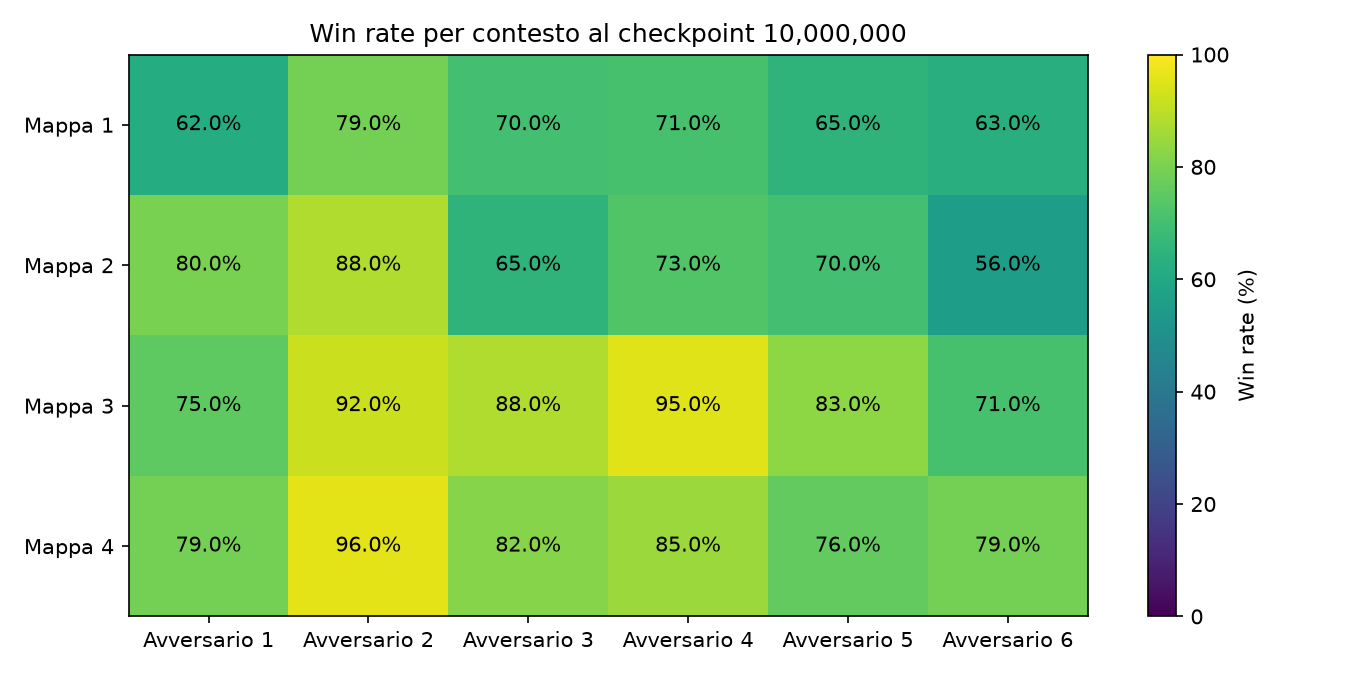 Win rate per contesto al checkpoint 10,000,000
Mappa 1 62.0% 79.0% 70.0% 71.0% 65.0% 63.0%
Mappa 2 80.0% 88.0% 65.0% 73.0% 70.0% 56.0%
Mappa 3 75.0% 92.0% 88.0% 95.0% 83.0% 71.0%
Mappa 4 79.0% 96.0% 82.0% 85.0% 76.0% 79.0%
Avversario 1 Avversario 2 Avversario 3 Avversario 4 Avversario 5 Avversario 6
100
80
60
40
20
0
Win rate (%)